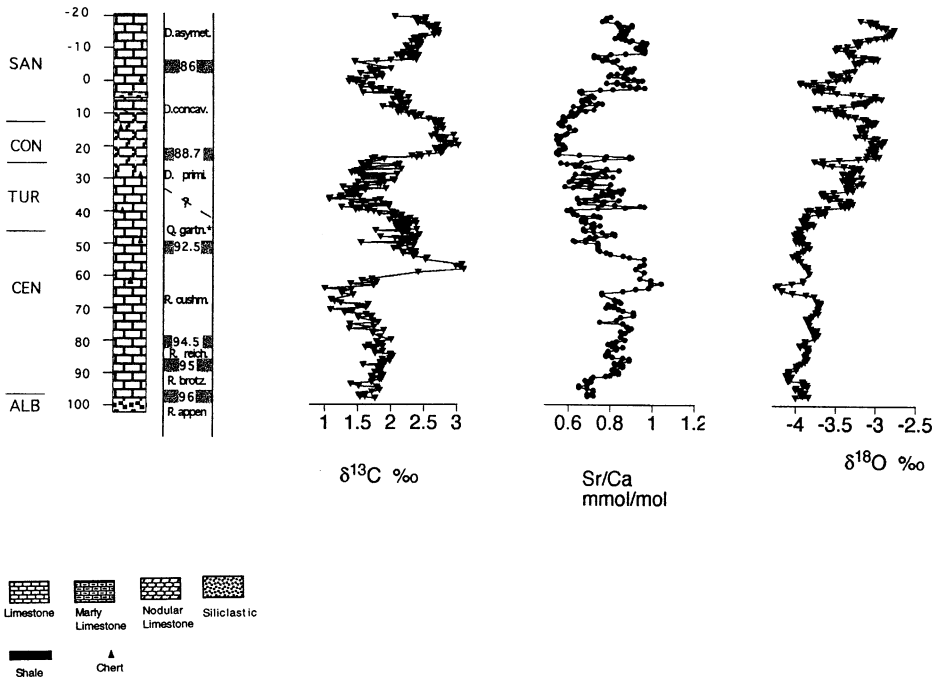 -20
-10
0
10
20
30
40
50
60
70
80
90
100
SAN
CON
TUR
CEN
ALB
D.asymet.
86
D.concav.
88.7
D. primi.
R.
Q. gartn.*
92.5
R. cushm.
94.5
R. reich.
95
R. brotz.
96
R. appen
1 1.5 2 2.5 3
δ13C ‰
0.6 0.8 1 1.2
Sr/Ca
mmol/mol
-4 -3.5 -3 -2.5
δ18O ‰
Limestone
Marly
Limestone
Nodular
Limestone
Siliclastic
Shale
Chert